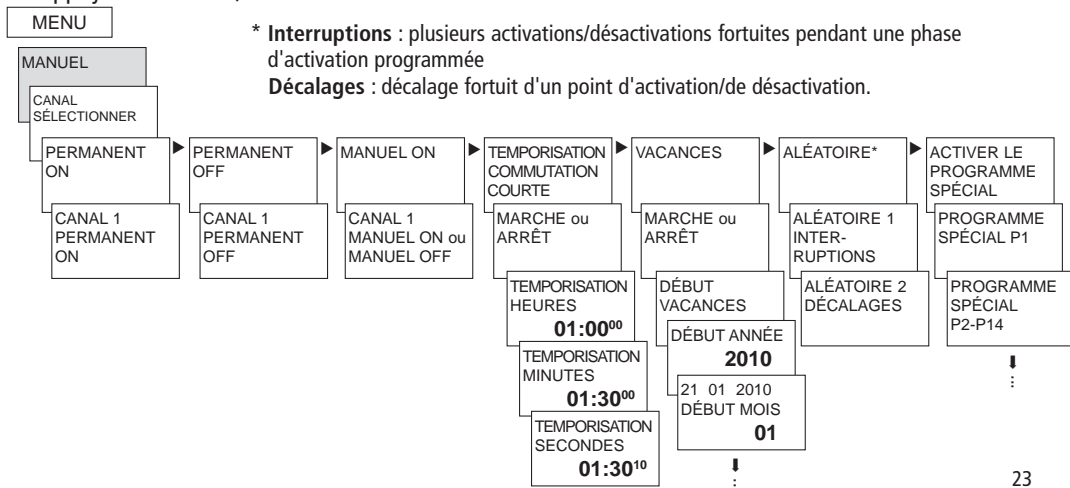 MENU
* Interruptions : plusieurs activations/désactivations fortuites pendant une phase
d'activation programmée
Décalages : décalage fortuit d'un point d'activation/de désactivation.
MANUEL
CANAL
SÉLECTIONNER
PERMANENT
ON
CANAL 1
PERMANENT
ON
PERMANENT
OFF
CANAL 1
PERMANENT
OFF
MANUEL ON
CANAL 1
MANUEL ON ou
MANUEL OFF
TEMPORISATION
COMMUTATION
COURTE
MARCHE ou
ARRÊT
TEMPORISATION
HEURES
01:00⁰⁰
TEMPORISATION
MINUTES
01:30⁰⁰
TEMPORISATION
SECONDES
01:30¹⁰
VACANCES
MARCHE ou
ARRÊT
DÉBUT
VACANCES
DÉBUT ANNÉE
2010
21 01 2010
DÉBUT MOIS
01
ALÉATOIRE*
ALÉATOIRE 1
INTER-
RUPTIONS
ALÉATOIRE 2
DÉCALAGES
ACTIVER LE
PROGRAMME
SPÉCIAL
PROGRAMME
SPÉCIAL P1
PROGRAMME
SPÉCIAL
P2-P14
23